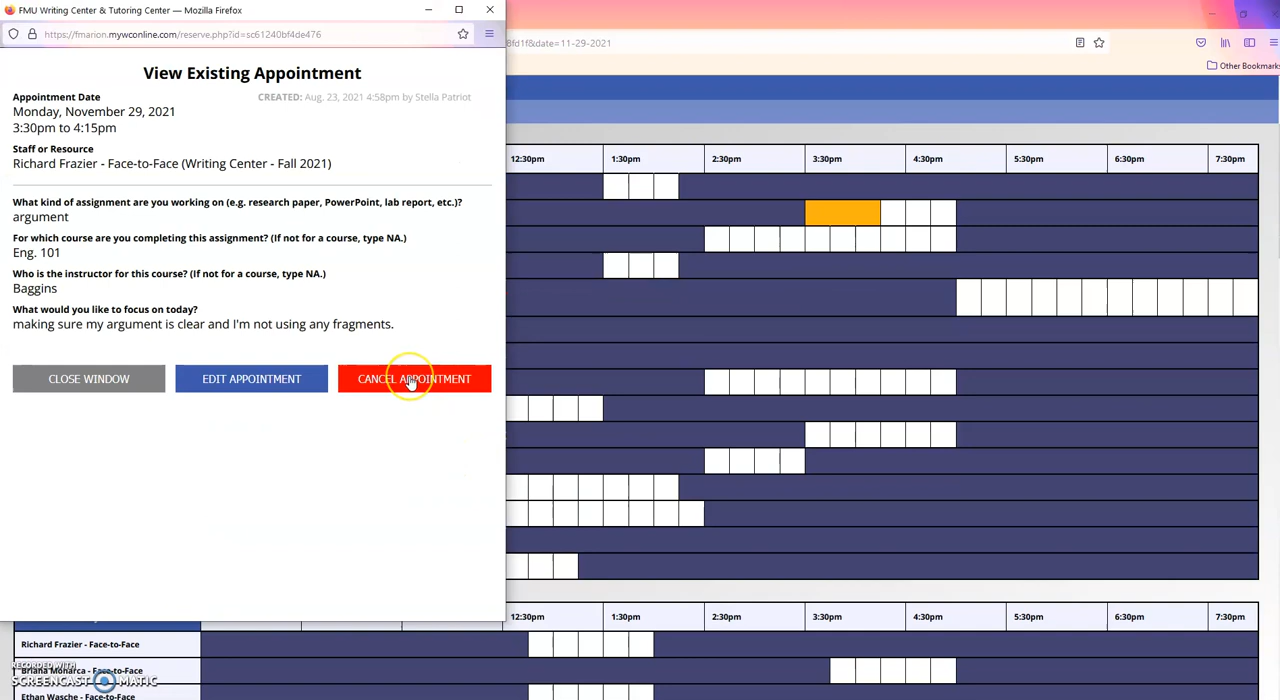 FMU Writing Center & Tutoring Center — Mozilla Firefox
https://fmarion.mywconline.com/reserve.php?id=sc61240bf4de476
8fd1f&date=11-29-2021
Other Bookmarks
View Existing Appointment
Appointment Date
CREATED: Aug. 23, 2021 4:58pm by Stella Patriot
Monday, November 29, 2021
3:30pm to 4:15pm
Staff or Resource
Richard Frazier - Face-to-Face (Writing Center - Fall 2021)
What kind of assignment are you working on (e.g. research paper, PowerPoint, lab report, etc.)?
argument
For which course are you completing this assignment? (If not for a course, type NA.)
Eng. 101
Who is the instructor for this course? (If not for a course, type NA.)
Baggins
What would you like to focus on today?
making sure my argument is clear and I'm not using any fragments.
CLOSE WINDOW EDIT APPOINTMENT CANCEL APPOINTMENT
12:30pm 1:30pm 2:30pm 3:30pm 4:30pm 5:30pm 6:30pm 7:30pm
12:30pm 1:30pm 2:30pm 3:30pm 4:30pm 5:30pm 6:30pm 7:30pm
Richard Frazier - Face-to-Face
Briana Monarca - Face-to-Face
Ethan Wasche - Face-to-Face
RECORDED WITH
SCREENCAST MATIC